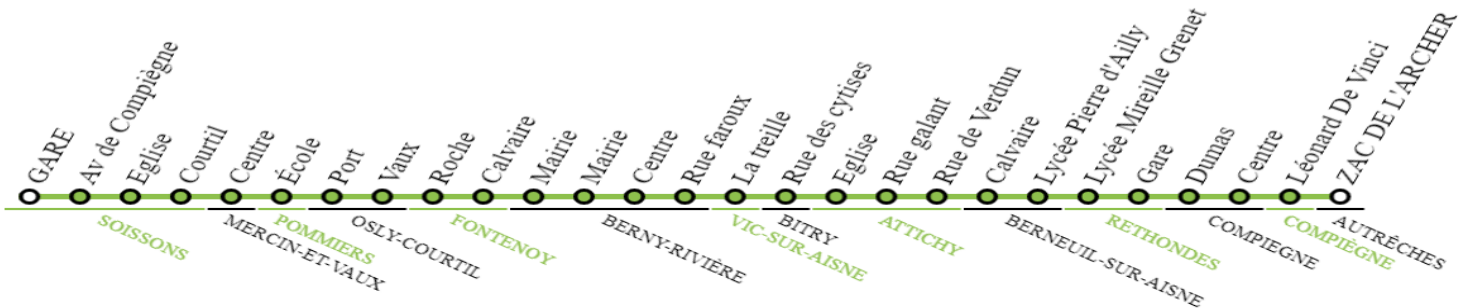 GARE
Av de Compiègne
Eglise
Courtil
Centre
École
Port
Vaux
Roche
Calvaire
Mairie
Mairie
Centre
Rue faroux
La treille
Rue des cytises
Eglise
Rue galant
Rue de Verdun
Calvaire
Lycée Pierre d'Ailly
Lycée Mireille Grenet
Gare
Dumas
Centre
Léonard De Vinci
ZAC DE L'ARCHER
SOISSONS
MERCIN-ET-VAUX
POMMIERS
OSLY-COURTIL
FONTENOY
BERNY-RIVIÈRE
VIC-SUR-AISNE
BITRY
ATTICHY
BERNEUIL-SUR-AISNE
RETHONDES
COMPIEGNE
COMPIÈGNE
AUTRÊCHES